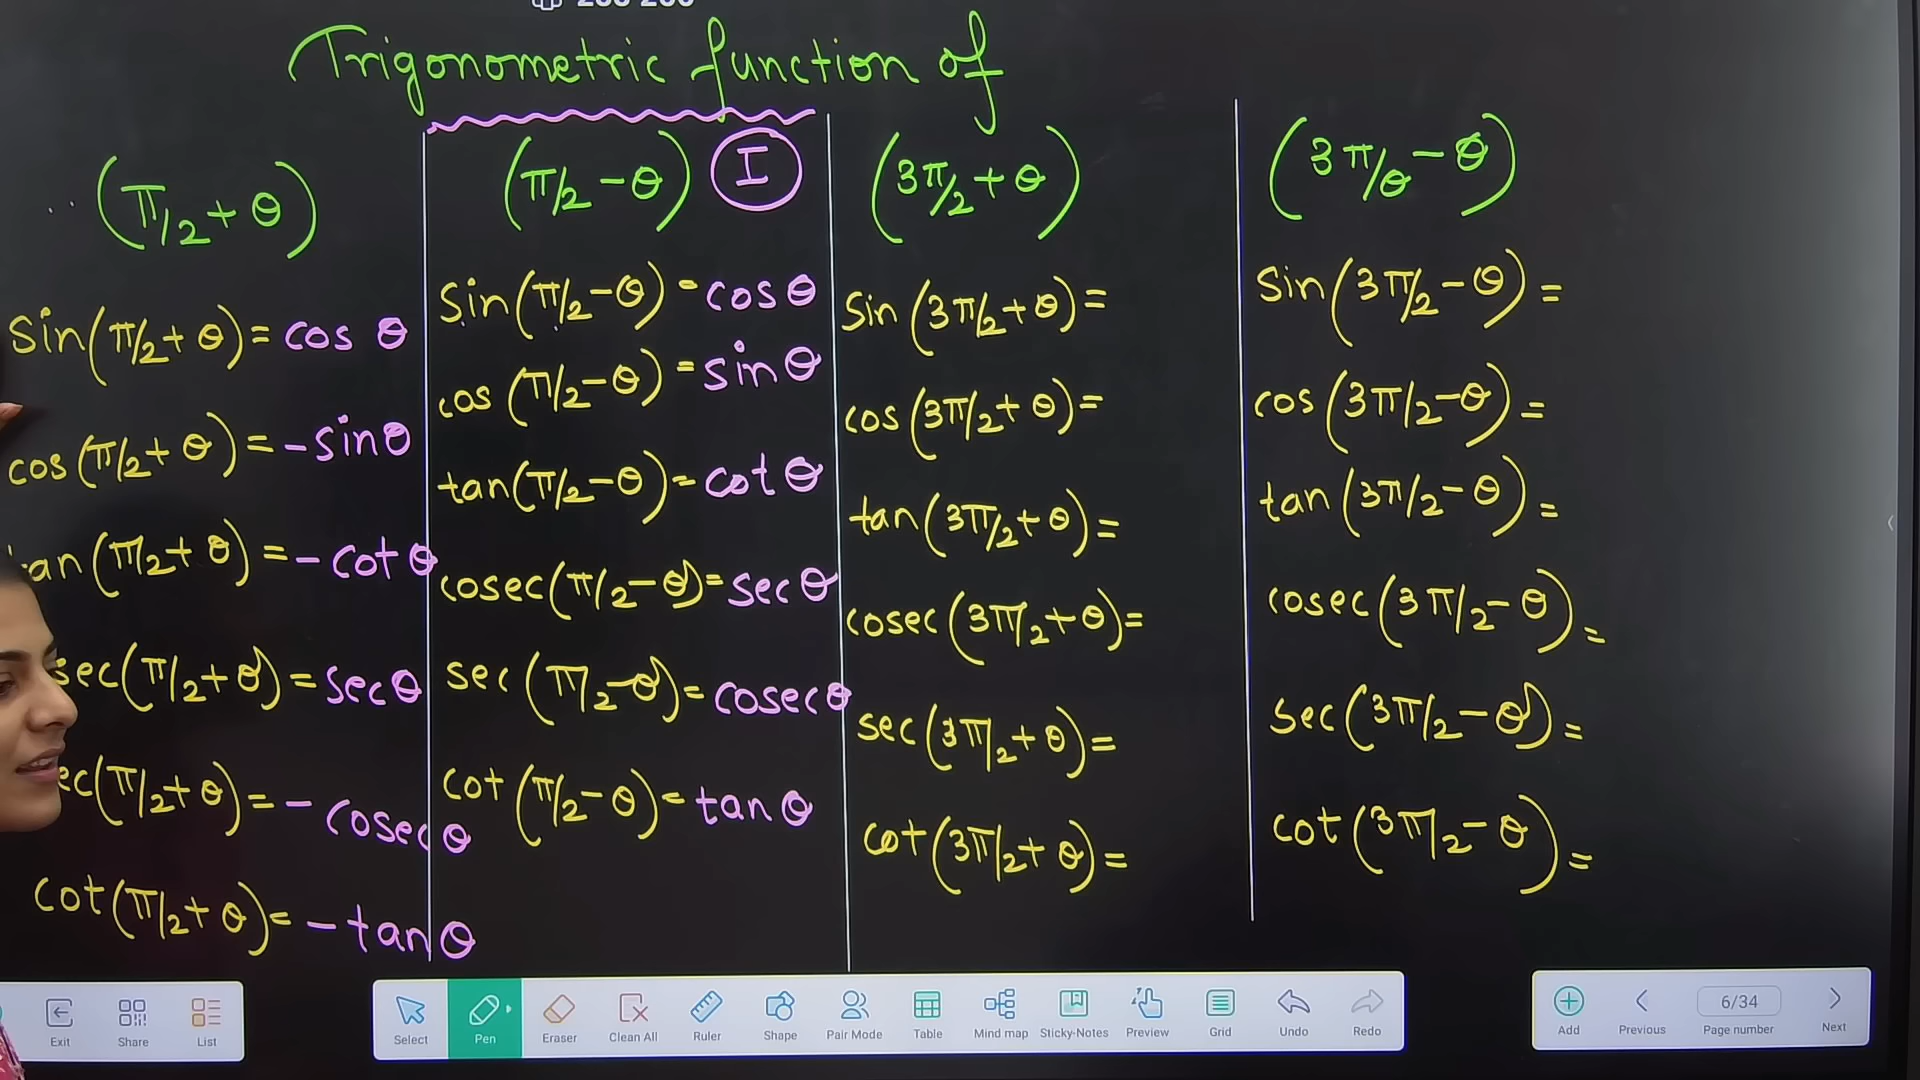 Trigonometric function of
(π/2 + θ)
Sin(π/2 + θ) = cos θ
cos(π/2 + θ) = -sinθ
an(π/2 + θ) = -cotθ
sec(π/2 + θ) = secθ
ec(π/2 + θ) = -cosecθ
cot(π/2 + θ) = -tanθ
(π/2 - θ) I
Sin(π/2 - θ) = cosθ
cos(π/2 - θ) = sinθ
tan(π/2 - θ) = cotθ
cosec(π/2 - θ) = secθ
sec(π/2 - θ) = cosecθ
cot(π/2 - θ) = tanθ
(3π/2 + θ)
Sin(3π/2 + θ) =
cos(3π/2 + θ) =
tan(3π/2 + θ) =
cosec(3π/2 + θ) =
sec(3π/2 + θ) =
cot(3π/2 + θ) =
(3π/θ - θ)
Sin(3π/2 - θ) =
cos(3π/2 - θ) =
tan(3π/2 - θ) =
cosec(3π/2 - θ) =
sec(3π/2 - θ) =
cot(3π/2 - θ) =
Exit Share List
Select Pen Eraser Clean All Ruler Shape Pair Mode Table Mind map Sticky-Notes Preview Grid Undo Redo
6/34
Add Previous Page number Next